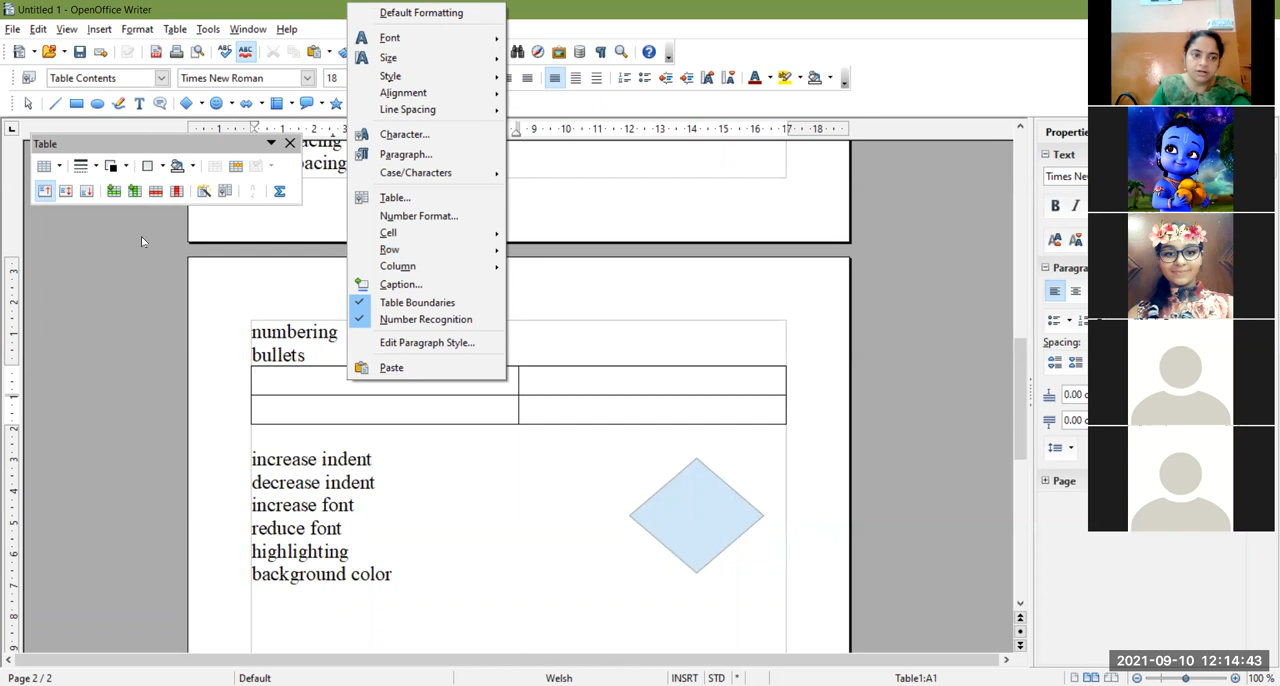 Untitled 1 - OpenOffice Writer
File Edit View Insert Format Table Tools Window Help
Table Contents
Times New Roman
18
Table
Default Formatting
Font
Size
Style
Alignment
Line Spacing
Character...
Paragraph...
Case/Characters
Table...
Number Format...
Cell
Row
Column
Caption...
Table Boundaries
Number Recognition
Edit Paragraph Style...
Paste
numbering
bullets
increase indent
decrease indent
increase font
reduce font
highlighting
background color
Text
B I
Spacing:
0.00
0.00
Page
2021-09-10 12:14:43
Page 2 / 2
Default
Welsh
INSRT
STD
*
Table1:A1
100 %